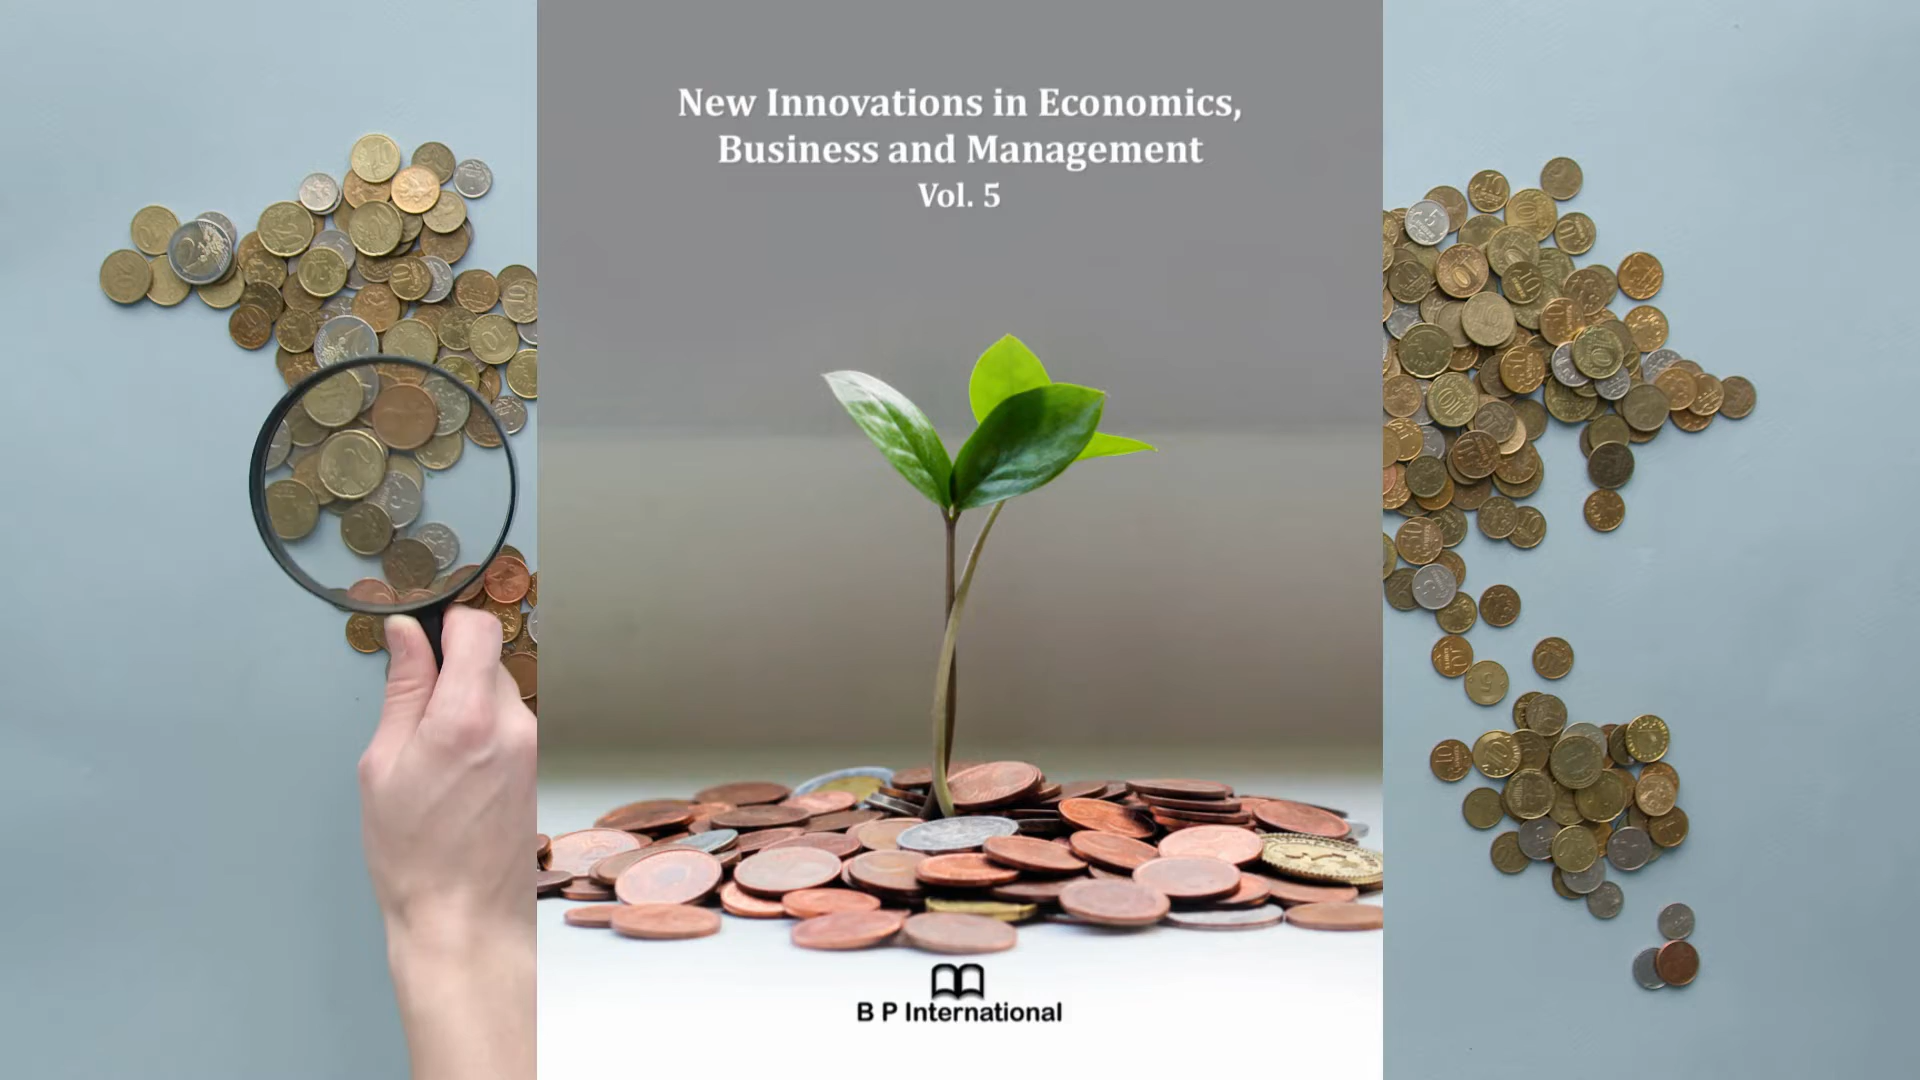 New Innovations in Economics,
Business and Management
Vol. 5
B P International